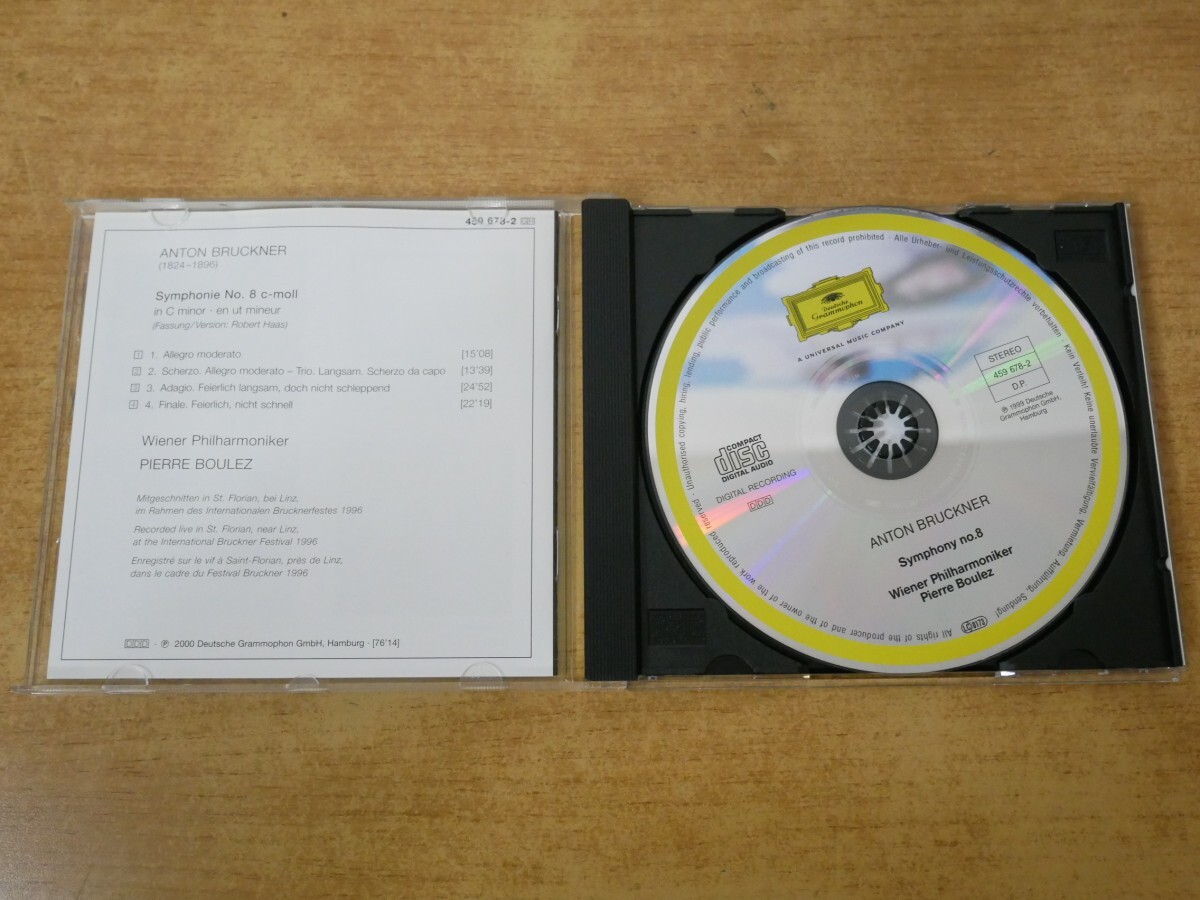 459 678-2 GH
ANTON BRUCKNER
(1824–1896)
Symphonie No. 8 c-moll
in C minor · en ut mineur
(Fassung/Version: Robert Haas)
1 1. Allegro moderato [15'08]
2 2. Scherzo. Allegro moderato – Trio. Langsam. Scherzo da capo [13'39]
3 3. Adagio. Feierlich langsam, doch nicht schleppend [24'52]
4 4. Finale. Feierlich, nicht schnell [22'19]
Wiener Philharmoniker
PIERRE BOULEZ
Mitgeschnitten in St. Florian, bei Linz,
im Rahmen des Internationalen Brucknerfestes 1996
Recorded live in St. Florian, near Linz,
at the International Bruckner Festival 1996
Enregistré sur le vif à Saint-Florian, près de Linz,
dans le cadre du Festival Bruckner 1996
DDD · ℗ 2000 Deutsche Grammophon GmbH, Hamburg · [76'14]
Deutsche
Grammophon
A UNIVERSAL MUSIC COMPANY
STEREO
459 678-2
D.P.
℗ 1999 Deutsche
Grammophon GmbH,
Hamburg
COMPACT
disc
DIGITAL AUDIO
DIGITAL RECORDING
DDD
ANTON BRUCKNER
Symphony no.8
Wiener Philharmoniker
Pierre Boulez
LC 0173
All rights of the producer and of the owner of the work reproduced reserved · Unauthorised copying, hiring, lending, public performance and broadcasting of this record prohibited · Alle Urheber- und Leistungsschutzrechte vorbehalten · Kein Verleih! Keine unerlaubte Vervielfältigung, Vermietung, Aufführung, Sendung!